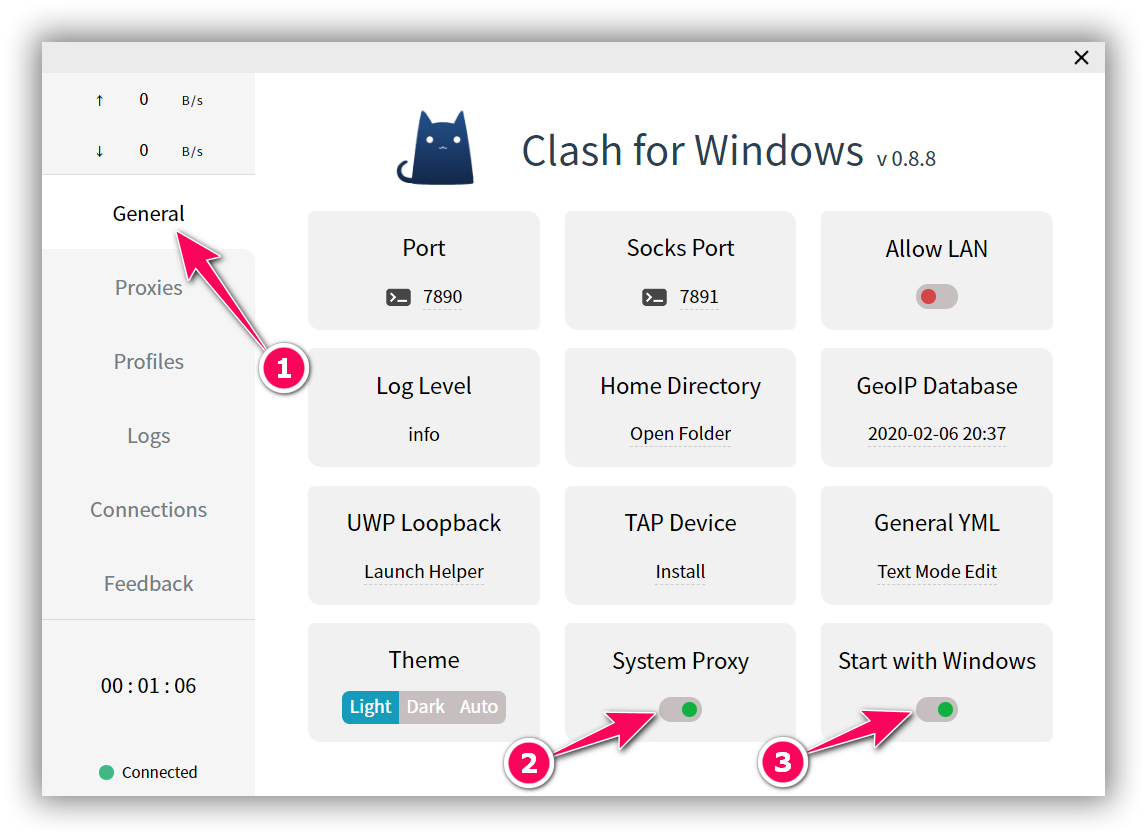 ↑ 0 B/s
↓ 0 B/s
General
Proxies
Profiles
Logs
Connections
Feedback
00 : 01 : 06
Connected
Clash for Windows v 0.8.8
Port
7890
Socks Port
7891
Allow LAN
Log Level
info
Home Directory
Open Folder
GeoIP Database
2020-02-06 20:37
UWP Loopback
Launch Helper
TAP Device
Install
General YML
Text Mode Edit
Theme
Light Dark Auto
System Proxy
Start with Windows
1
2
3